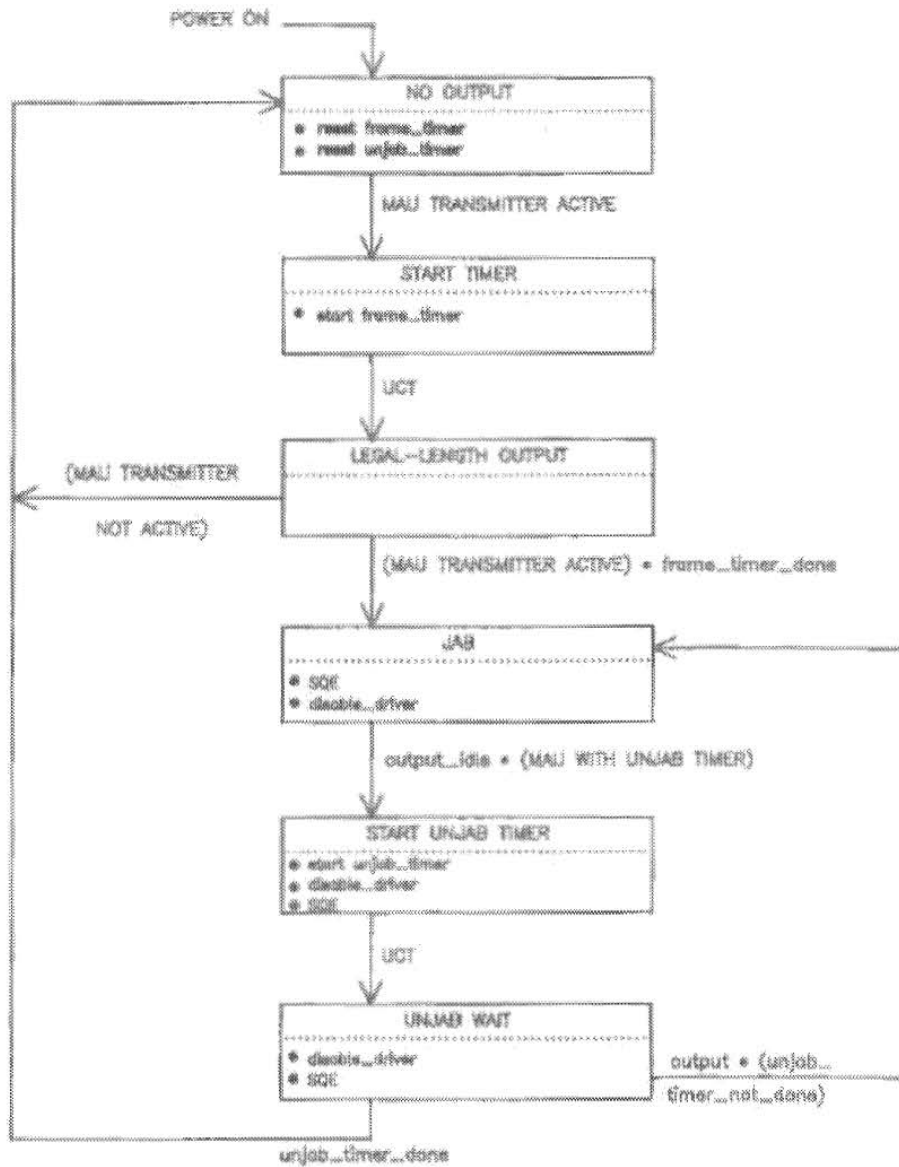 POWER ON
NO OUTPUT
• reset frame_timer
• reset unjab_timer
MAU TRANSMITTER ACTIVE
START TIMER
• start frame_timer
UCT
LEGAL-LENGTH OUTPUT
(MAU TRANSMITTER
NOT ACTIVE)
(MAU TRANSMITTER ACTIVE) * frame_timer_done
JAB
• SQE
• disable_driver
output_idle * (MAU WITH UNJAB TIMER)
START UNJAB TIMER
• start unjab_timer
• disable_driver
• SQE
UCT
UNJAB WAIT
• disable_driver
• SQE
output * (unjab_
timer_not_done)
unjab_timer_done